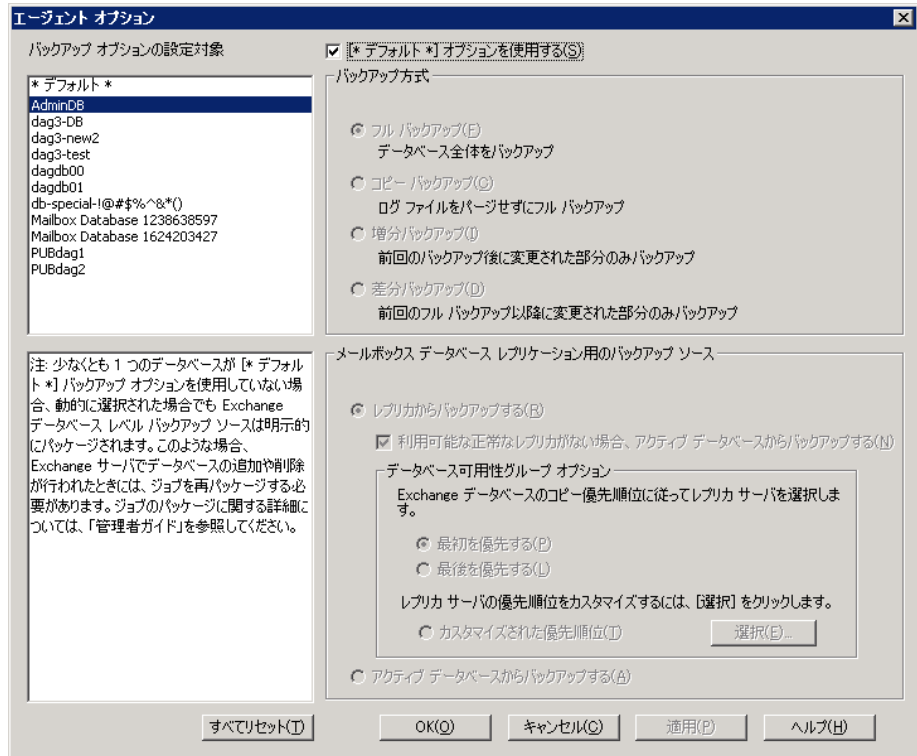 エージェント オプション
バックアップ オプションの設定対象
[* デフォルト *] オプションを使用する(S)
* デフォルト *
AdminDB
dag3-DB
dag3-new2
dag3-test
dagdb00
dagdb01
db-special-!@#$%^&*()
Mailbox Database 1238638597
Mailbox Database 1624203427
PUBdag1
PUBdag2
バックアップ方式
フル バックアップ(F)
データベース全体をバックアップ
コピー バックアップ(C)
ログ ファイルをパージせずにフル バックアップ
増分バックアップ(I)
前回のバックアップ後に変更された部分のみバックアップ
差分バックアップ(D)
前回のフル バックアップ以降に変更された部分のみバックアップ
注: 少なくとも 1 つのデータベースが [* デフォル
ト *] バックアップ オプションを使用していない場
合、動的に選択された場合でも Exchange
データベース レベル バックアップ ソースは明示的
にパッケージされます。このような場合、
Exchange サーバでデータベースの追加や削除
が行われたときには、ジョブを再パッケージする必
要があります。ジョブのパッケージに関する詳細に
ついては、「管理者ガイド」を参照してください。
メールボックス データベース レプリケーション用のバックアップ ソース
レプリカからバックアップする(R)
利用可能な正常なレプリカがない場合、アクティブ データベースからバックアップする(N)
データベース可用性グループ オプション
Exchange データベースのコピー優先順位に従ってレプリカ サーバを選択しま
す。
最初を優先する(P)
最後を優先する(L)
レプリカ サーバの優先順位をカスタマイズするには、[選択] をクリックします。
カスタマイズされた優先順位(T)
選択(E)...
アクティブ データベースからバックアップする(A)
すべてリセット(T)
OK(O)
キャンセル(C)
適用(P)
ヘルプ(H)